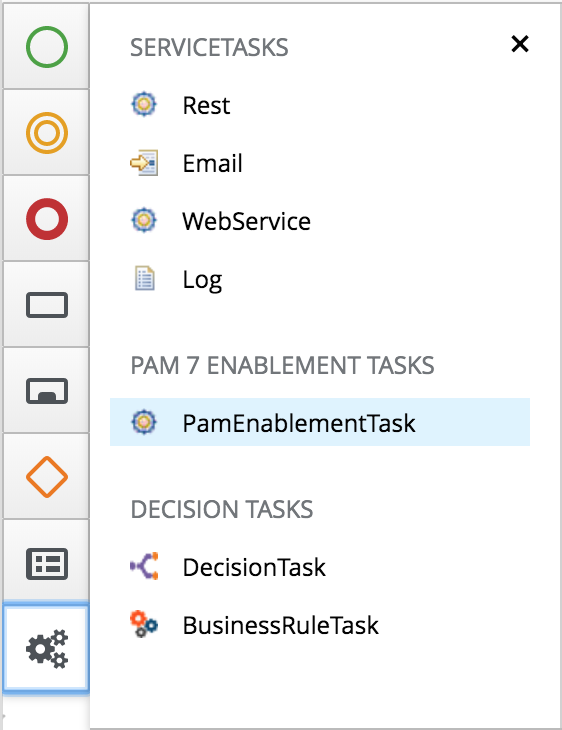 SERVICETASKS
Rest
Email
WebService
Log
PAM 7 ENABLEMENT TASKS
PamEnablementTask
DECISION TASKS
DecisionTask
BusinessRuleTask